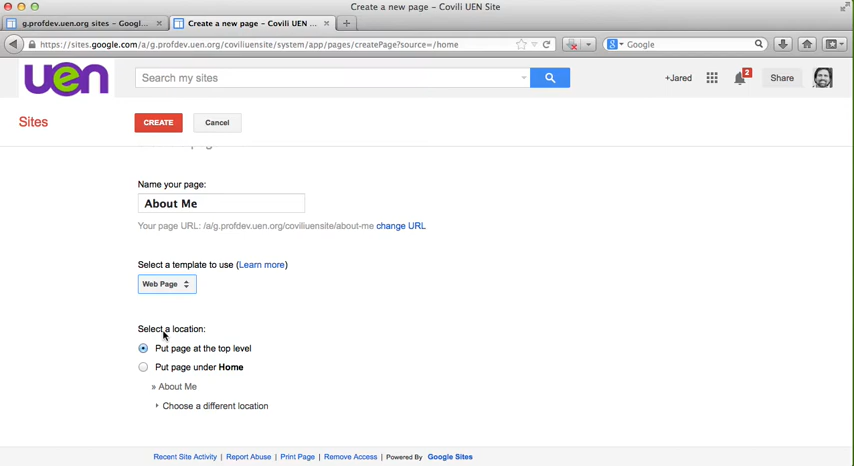 Create a new page - Covili UEN Site
g.profdev.uen.org sites - Googl...
Create a new page - Covili UEN ...
https://sites.google.com/a/g.profdev.uen.org/coviliuensite/system/app/pages/createPage?source=/home
Google
uen
Search my sites
+Jared
2
Share
Sites
CREATE
Cancel
Name your page:
About Me
Your page URL: /a/g.profdev.uen.org/coviliuensite/about-me change URL
Select a template to use (Learn more)
Web Page
Select a location:
Put page at the top level
Put page under Home
» About Me
Choose a different location
Recent Site Activity | Report Abuse | Print Page | Remove Access | Powered By Google Sites